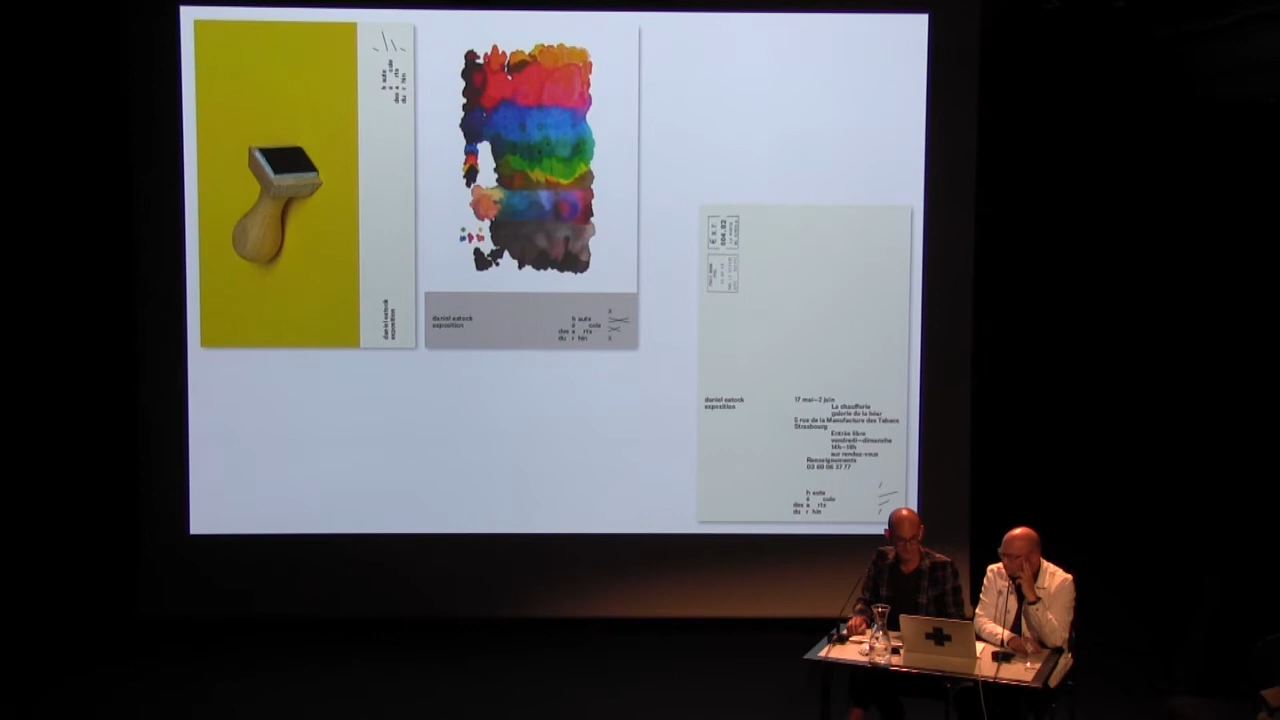 h aute
é cole
des a rts
du r hin
daniel eatock
exposition
daniel eatock
exposition
h aute
é cole
des a rts
du r hin
daniel eatock
exposition
17 mai—2 juin
La chaufferie
galerie de la hear
5 rue de la Manufacture des Tabacs
Strasbourg
Entrée libre
vendredi—dimanche
14h—18h
sur rendez-vous
Renseignements
03 69 06 37 77
h aute
é cole
des a rts
du r hin